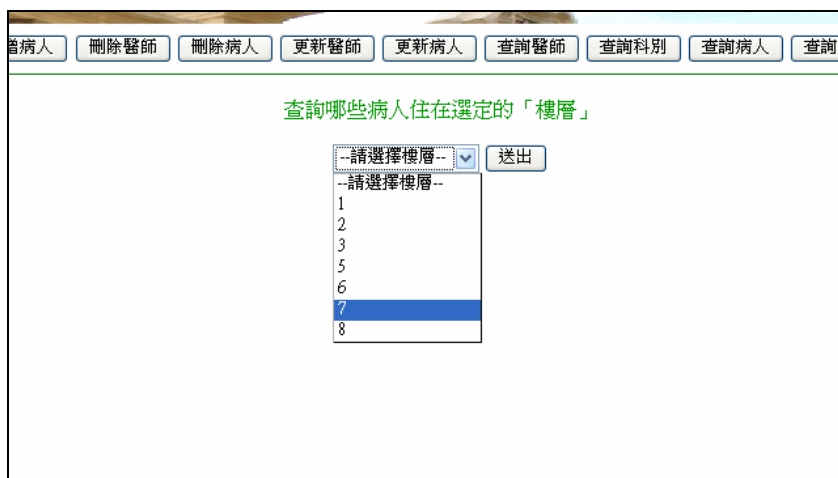 增病人 刪除醫師 刪除病人 更新醫師 更新病人 查詢醫師 查詢科別 查詢病人 查詢
查詢哪些病人住在選定的「樓層」
--請選擇樓層-- 送出
--請選擇樓層--
1
2
3
5
6
7
8